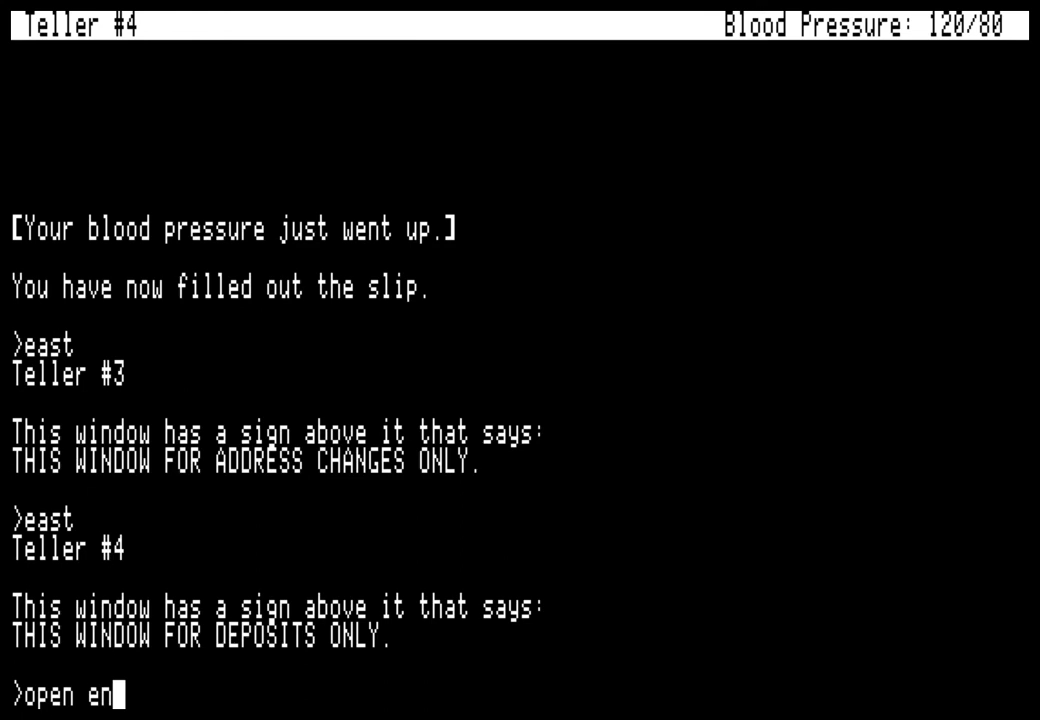 Teller #4 Blood Pressure: 120/80
[Your blood pressure just went up.]
You have now filled out the slip.
>east
Teller #3
This window has a sign above it that says:
THIS WINDOW FOR ADDRESS CHANGES ONLY.
>east
Teller #4
This window has a sign above it that says:
THIS WINDOW FOR DEPOSITS ONLY.
>open en